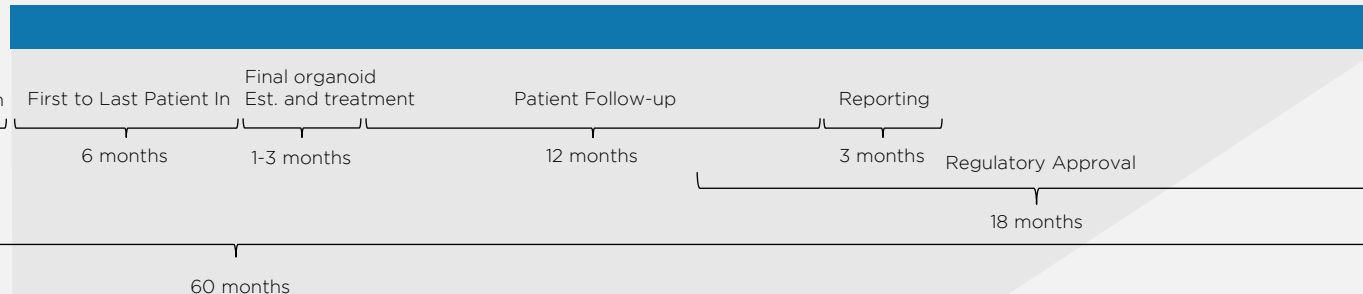 First to Last Patient In
Final organoid
Est. and treatment
Patient Follow-up
Reporting
6 months
1-3 months
12 months
3 months
Regulatory Approval
18 months
60 months